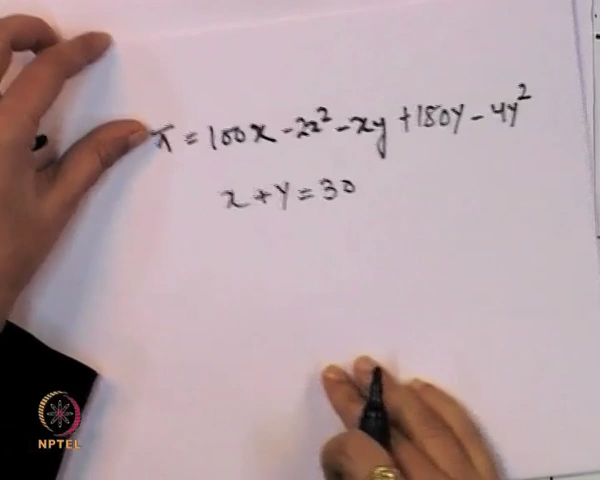 π = 100x - 2x² - xy + 180y - 4y²
x + y = 30
NPTEL